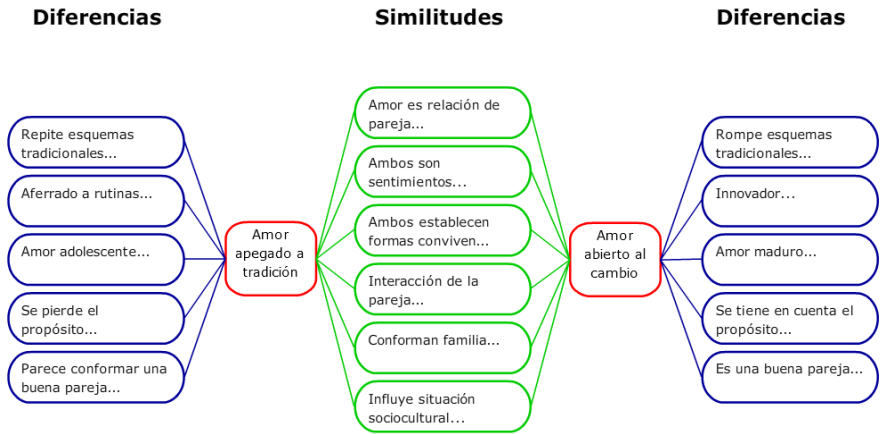 Diferencias
Similitudes
Diferencias
Repite esquemas
tradicionales...
Aferrado a rutinas...
Amor adolescente...
Se pierde el
propósito...
Parece conformar una
buena pareja...
Amor
apegado a
tradición
Amor es relación de
pareja...
Ambos son
sentimientos...
Ambos establecen
formas conviven...
Interacción de la
pareja...
Conforman familia...
Influye situación
sociocultural...
Amor
abierto al
cambio
Rompe esquemas
tradicionales...
Innovador...
Amor maduro...
Se tiene en cuenta el
propósito...
Es una buena pareja...